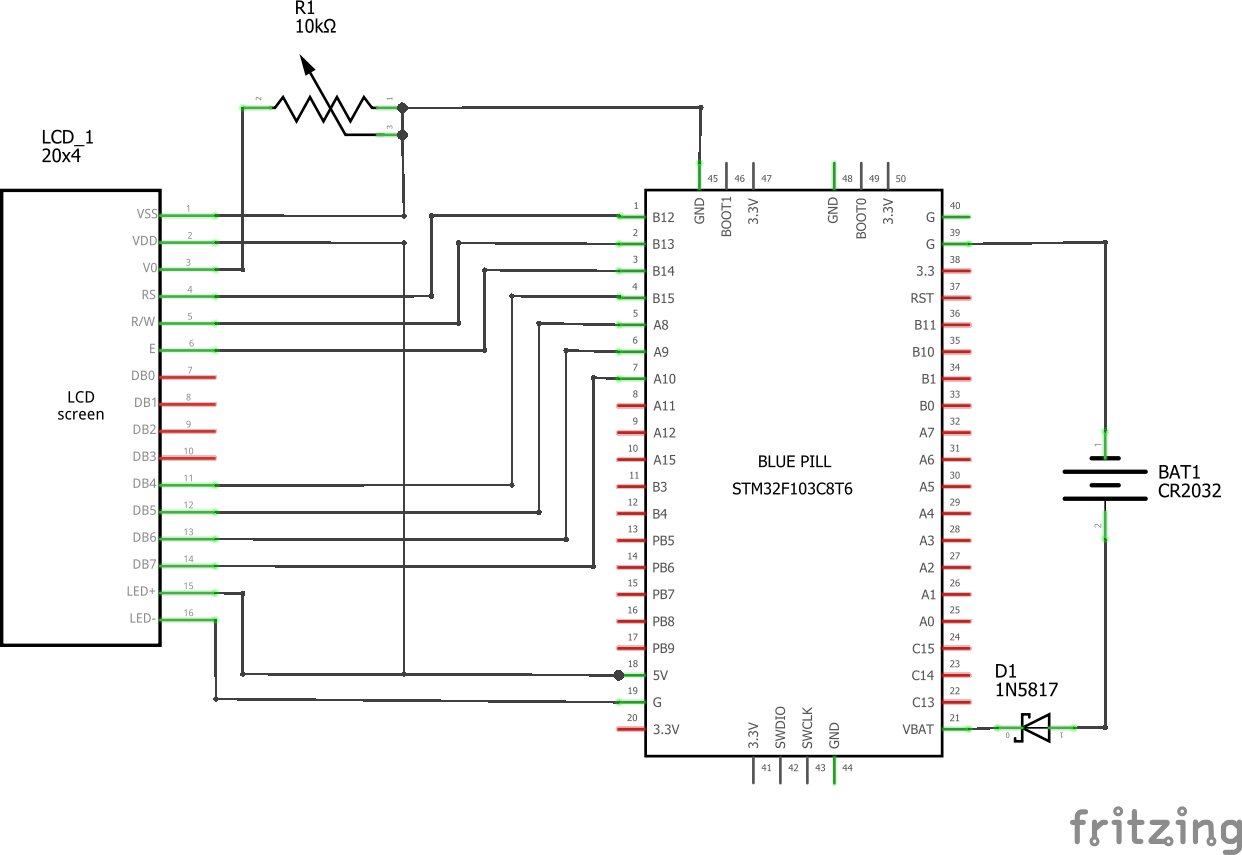 R1
10kΩ
2
1
3
LCD_1
20x4
VSS 1
VDD 2
V0 3
RS 4
R/W 5
E 6
DB0 7
DB1 8
DB2 9
DB3 10
DB4 11
DB5 12
DB6 13
DB7 14
LED+ 15
LED- 16
LCD
screen
45 46 47 48 49 50
GND BOOT1 3.3V GND BOOT0 3.3V
1 B12
2 B13
3 B14
4 B15
5 A8
6 A9
7 A10
8 A11
9 A12
10 A15
11 B3
12 B4
13 PB5
14 PB6
15 PB7
16 PB8
17 PB9
18 5V
19 G
20 3.3V
BLUE PILL
STM32F103C8T6
G 40
G 39
3.3 38
RST 37
B11 36
B10 35
B1 34
B0 33
A7 32
A6 31
A5 30
A4 29
A3 28
A2 27
A1 26
A0 25
C15 24
C14 23
C13 22
VBAT 21
3.3V SWDIO SWCLK GND
41 42 43 44
1
BAT1
CR2032
2
D1
1N5817
0 1
fritzing